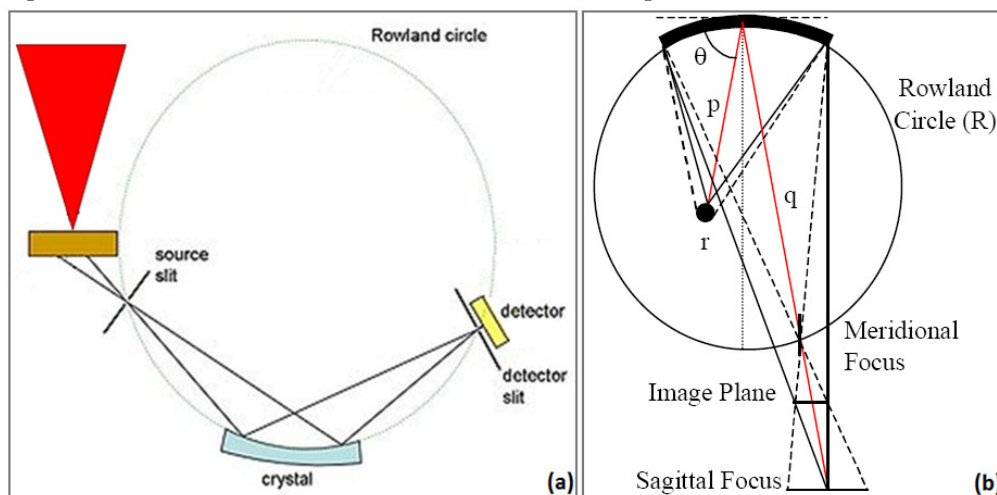 Rowland circle
source
slit
detector
detector
slit
crystal
(a)
θ
p
Rowland
Circle (R)
q
r
Meridional
Focus
Image Plane
Sagittal Focus
(b)